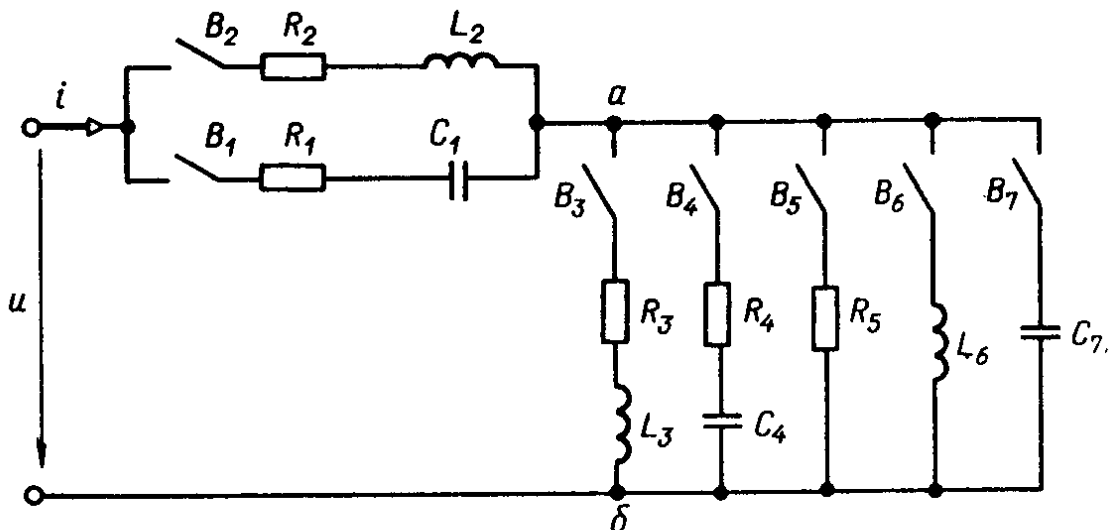 B₂ R₂ L₂
i
a
B₁ R₁ C₁
B₃ B₄ B₅ B₆ B₇
u
R₃ R₄ R₅ L₆ C₇
L₃ C₄
б